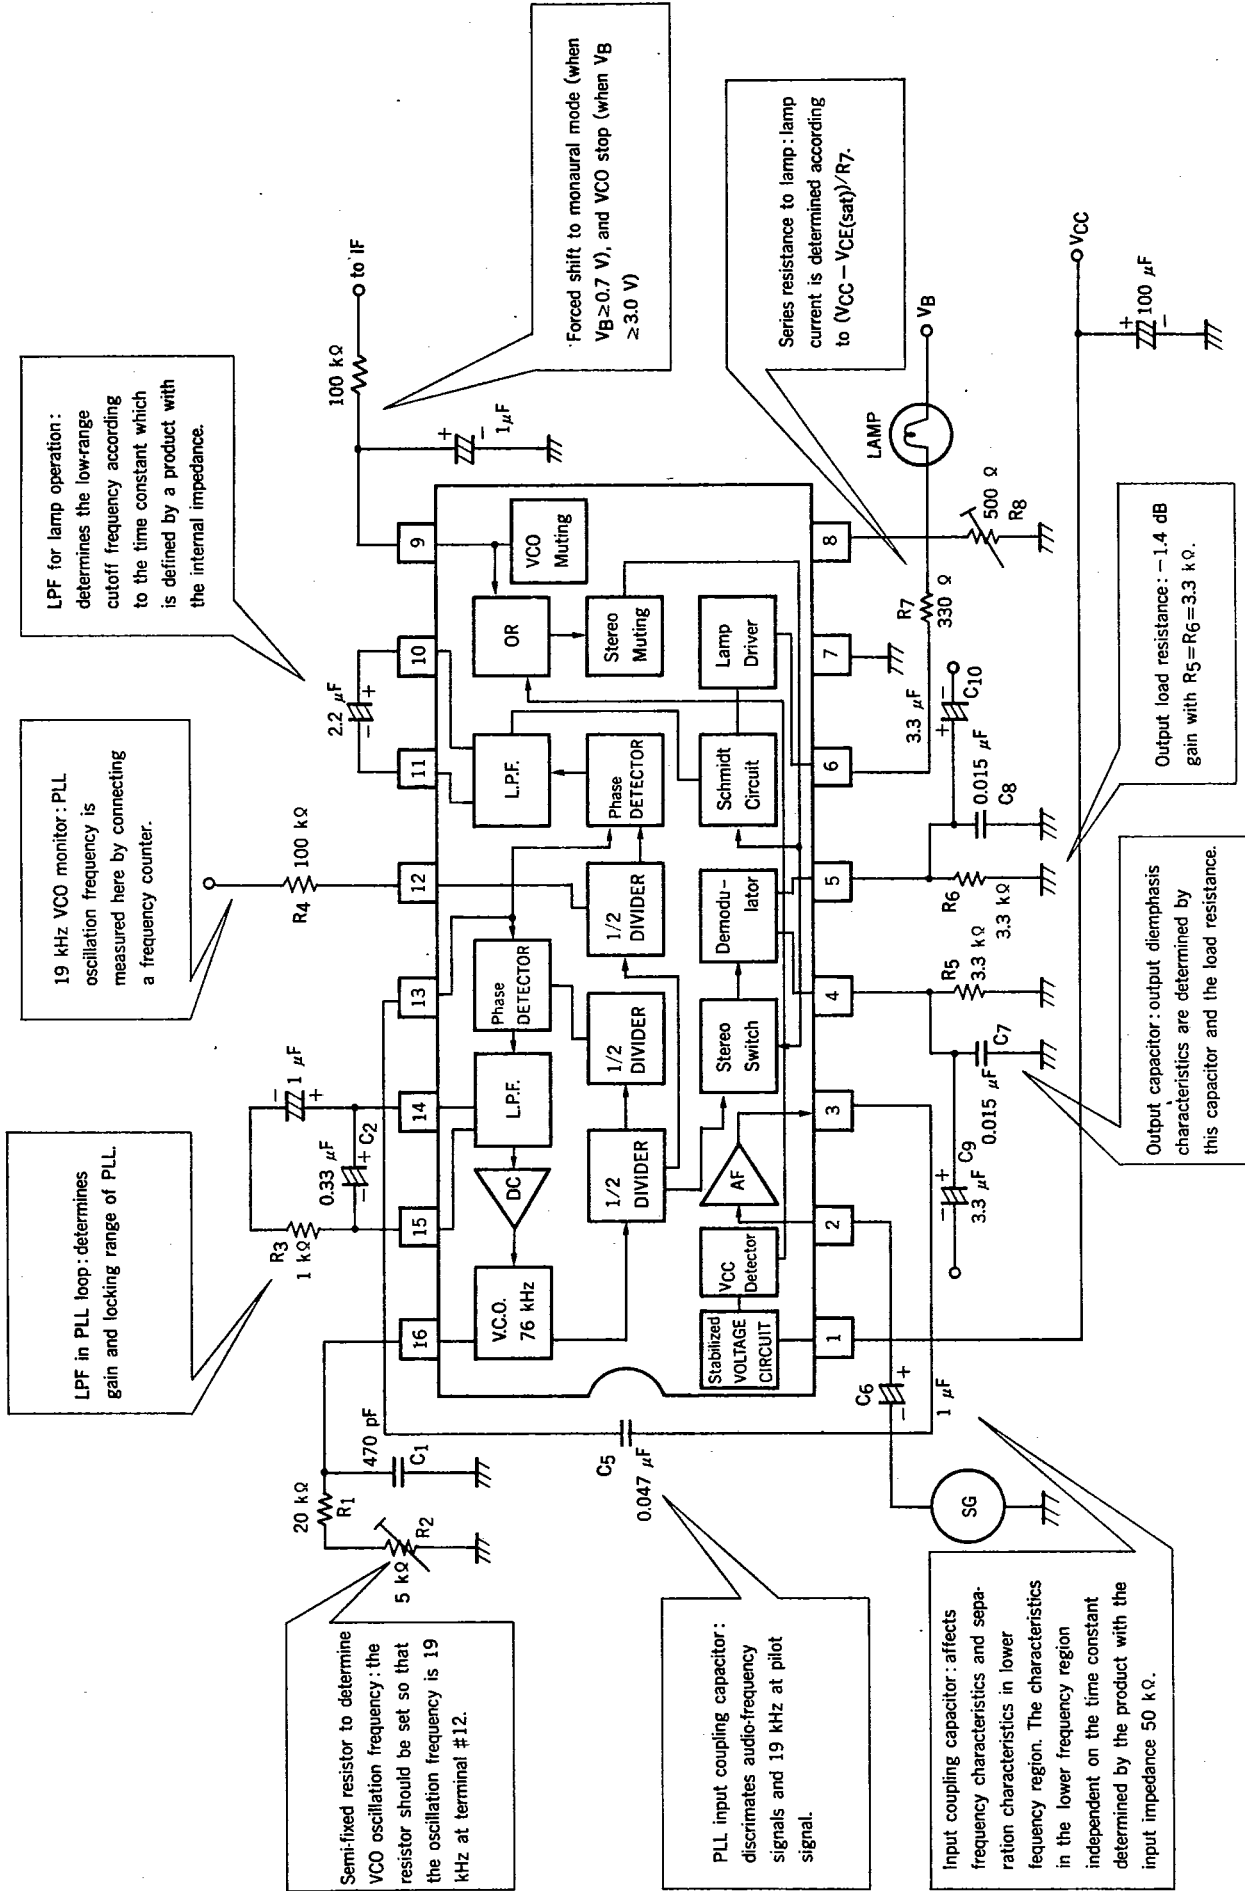 LPF in PLL loop: determines
gain and locking range of PLL.
19 kHz VCO monitor: PLL
oscillation frequency is
measured here by connecting
a frequency counter.
LPF for lamp operation:
determines the low-range
cutoff frequency according
to the time constant which
is defined by a product with
the internal impedance.
Semi-fixed resistor to determine
VCO oscillation frequency: the
resistor should be set so that
the oscillation frequency is 19
kHz at terminal #12.
5 kΩ
R2
20 kΩ
R1
470 pF
C1
R3
1 kΩ
0.33 μF
C2
1 μF
R4
100 kΩ
2.2 μF
100 kΩ
to IF
1μF
Forced shift to monaural mode (when
VB≥0.7 V), and VCO stop (when VB
≥3.0 V)
16
15
14
13
12
11
10
9
V.C.O.
76 kHz
DC
L.P.F.
Phase
DETECTOR
L.P.F.
OR
VCO
Muting
1/2
DIVIDER
1/2
DIVIDER
1/2
DIVIDER
Phase
DETECTOR
Stereo
Muting
Stabilized
VOLTAGE
CIRCUIT
VCC
Detector
AF
Stereo
Switch
Demodu-
lator
Schmidt
Circuit
Lamp
Driver
1
2
3
4
5
6
7
8
PLL input coupling capacitor:
discrimates audio-frequency
signals and 19 kHz at pilot
signal.
C5
0.047 μF
C6
1 μF
SG
Input coupling capacitor: affects
frequency characteristics and sepa-
ration characteristics in lower
fequency region. The characteristics
in the lower frequency region
independent on the time constant
determined by the product with the
input impedance 50 kΩ.
C9
3.3 μF
0.015 μF
C7
R5
3.3 kΩ
R6
3.3 kΩ
0.015 μF
C8
3.3 μF
C10
R7
330 Ω
500 Ω
R8
LAMP
VB
VCC
100 μF
Series resistance to lamp: lamp
current is determined according
to (VCC − VCE(sat))/R7.
Output capacitor: output diemphasis
characteristics are determined by
this capacitor and the load resistance.
Output load resistance: −1.4 dB
gain with R5=R6=3.3 kΩ.